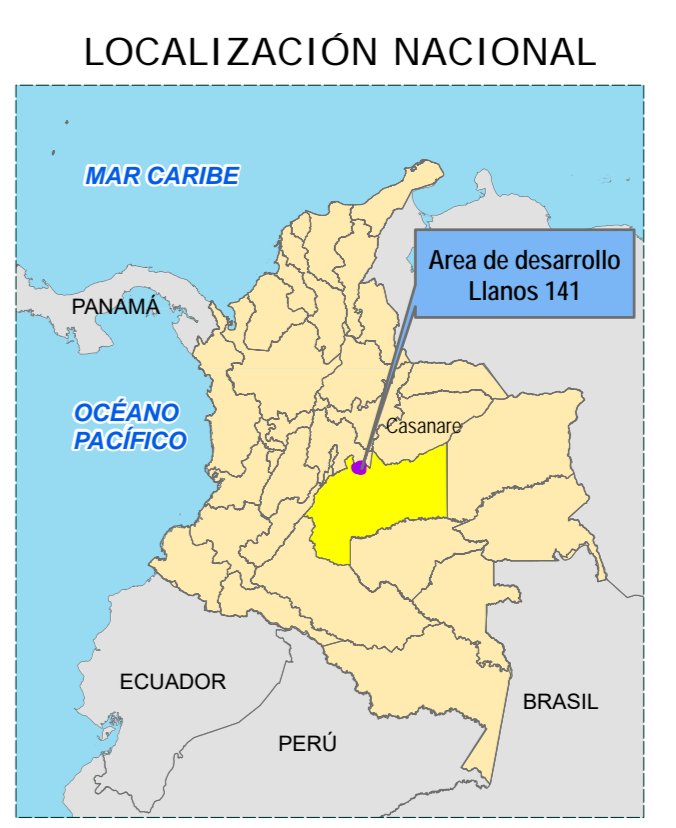 LOCALIZACIÓN NACIONAL
MAR CARIBE
Area de desarrollo
Llanos 141
PANAMÁ
OCÉANO
PACÍFICO
Casanare
ECUADOR
BRASIL
PERÚ